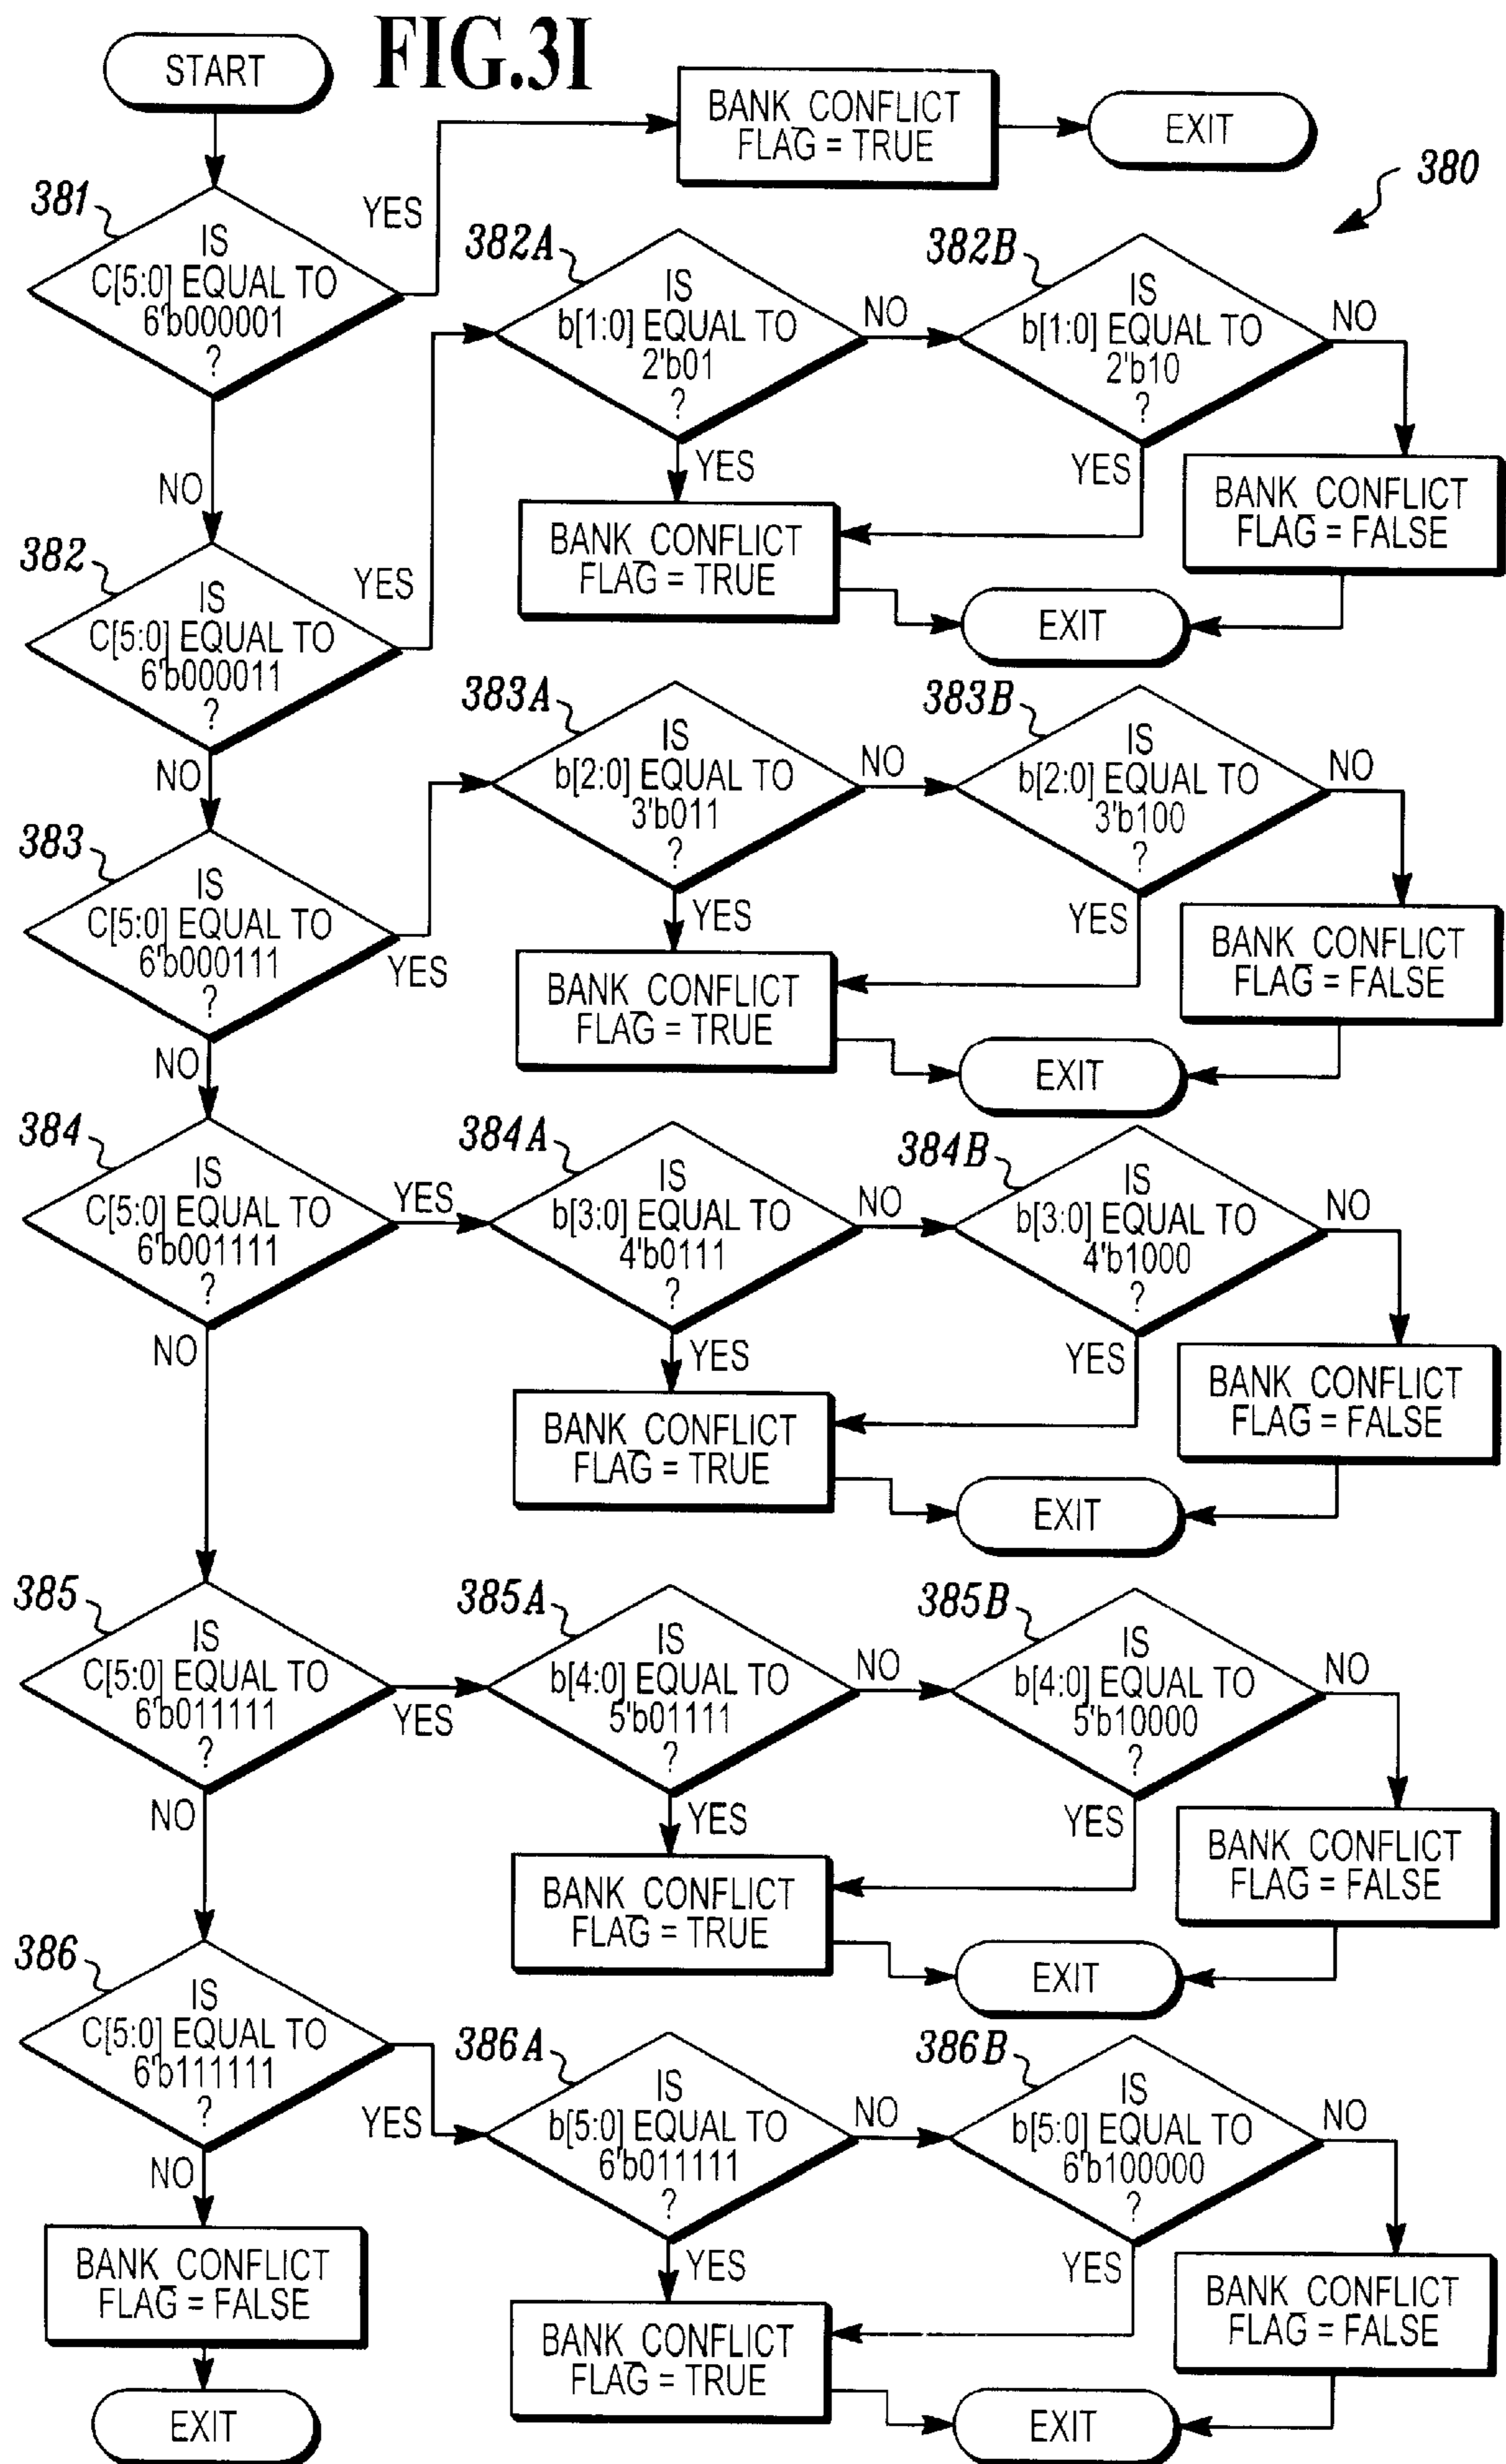 FIG.3I
START
BANK_CONFLICT
FLAG = TRUE
EXIT
380
381
IS
C[5:0] EQUAL TO
6'b000001
?
YES
NO
382A
IS
b[1:0] EQUAL TO
2'b01
?
NO
YES
382B
IS
b[1:0] EQUAL TO
2'b10
?
NO
YES
BANK_CONFLICT
FLAG = TRUE
BANK_CONFLICT
FLAG = FALSE
EXIT
382
IS
C[5:0] EQUAL TO
6'b000011
?
YES
NO
383A
IS
b[2:0] EQUAL TO
3'b011
?
NO
YES
383B
IS
b[2:0] EQUAL TO
3'b100
?
NO
YES
BANK_CONFLICT
FLAG = TRUE
BANK_CONFLICT
FLAG = FALSE
EXIT
383
IS
C[5:0] EQUAL TO
6'b000111
?
YES
NO
384
IS
C[5:0] EQUAL TO
6'b001111
?
YES
NO
384A
IS
b[3:0] EQUAL TO
4'b0111
?
NO
YES
384B
IS
b[3:0] EQUAL TO
4'b1000
?
NO
YES
BANK_CONFLICT
FLAG = TRUE
BANK_CONFLICT
FLAG = FALSE
EXIT
385
IS
C[5:0] EQUAL TO
6'b011111
?
YES
NO
385A
IS
b[4:0] EQUAL TO
5'b01111
?
NO
YES
385B
IS
b[4:0] EQUAL TO
5'b10000
?
NO
YES
BANK_CONFLICT
FLAG = TRUE
BANK_CONFLICT
FLAG = FALSE
EXIT
386
IS
C[5:0] EQUAL TO
6'b111111
?
YES
NO
386A
IS
b[5:0] EQUAL TO
6'b011111
?
NO
YES
386B
IS
b[5:0] EQUAL TO
6'b100000
?
NO
YES
BANK_CONFLICT
FLAG = FALSE
EXIT
BANK_CONFLICT
FLAG = TRUE
BANK_CONFLICT
FLAG = FALSE
EXIT